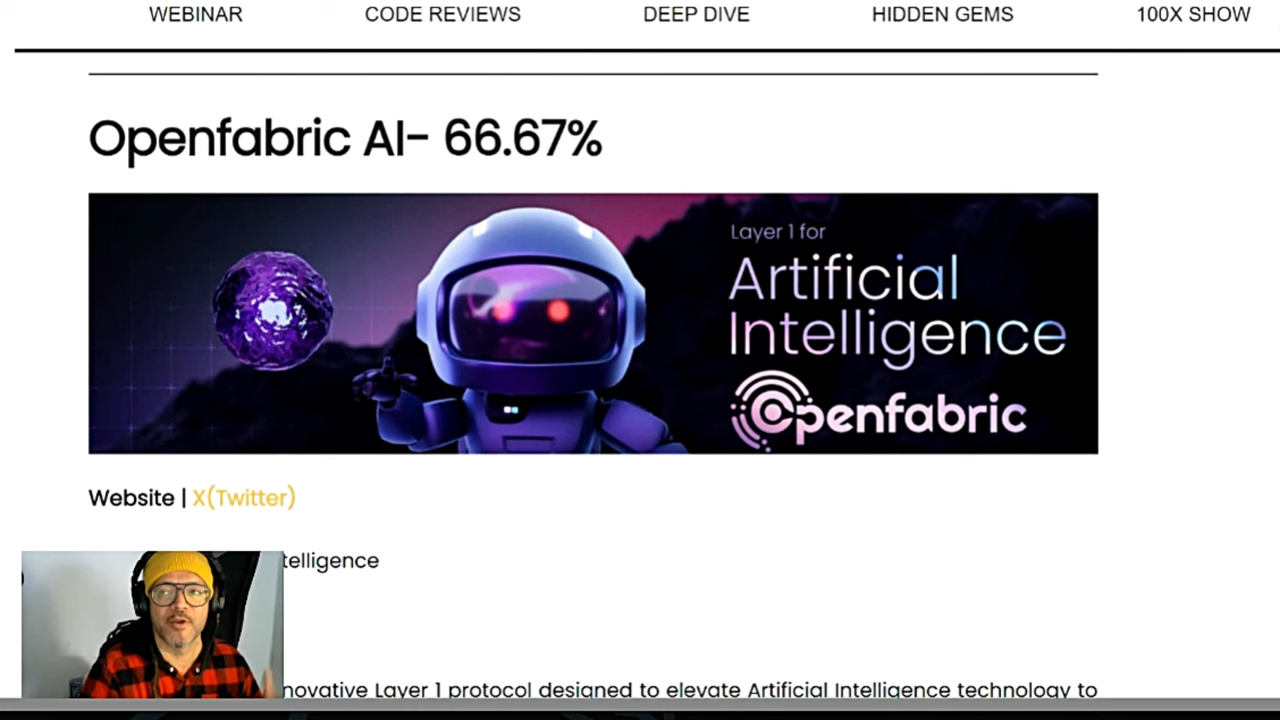 WEBINAR CODE REVIEWS DEEP DIVE HIDDEN GEMS 100X SHOW
Openfabric AI- 66.67%
Layer 1 for
Artificial
Intelligence
Openfabric
Website | X(Twitter)
telligence
novative Layer 1 protocol designed to elevate Artificial Intelligence technology to